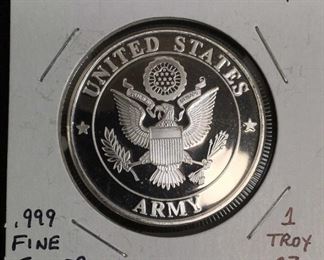 UNITED STATES
ARMY
.999
FINE
1
TROY